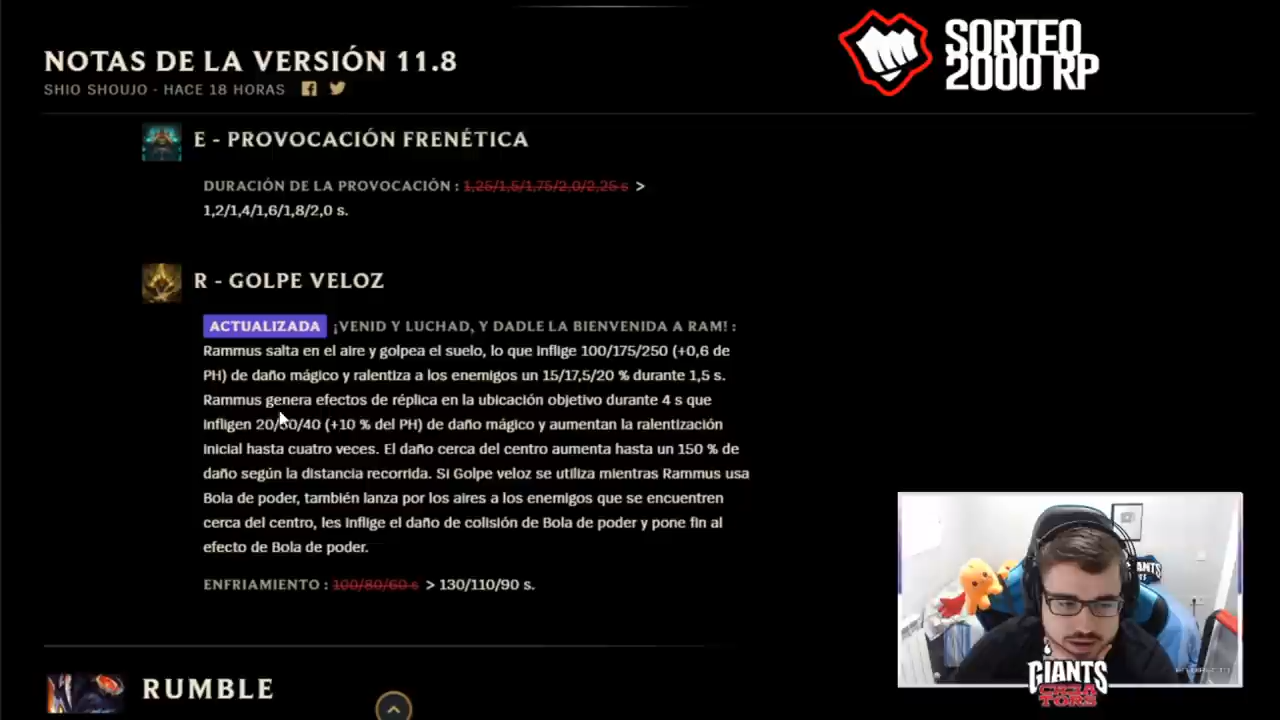 SORTEO
2000 RP
NOTAS DE LA VERSIÓN 11.8
SHIO SHOUJO - HACE 18 HORAS
E - PROVOCACIÓN FRENÉTICA
DURACIÓN DE LA PROVOCACIÓN : 1,25/1,5/1,75/2,0/2,25 s >
1,2/1,4/1,6/1,8/2,0 s.
R - GOLPE VELOZ
ACTUALIZADA ¡VENID Y LUCHAD, Y DADLE LA BIENVENIDA A RAM! :
Rammus salta en el aire y golpea el suelo, lo que inflige 100/175/250 (+0,6 de
PH) de daño mágico y ralentiza a los enemigos un 15/17,5/20 % durante 1,5 s.
Rammus genera efectos de réplica en la ubicación objetivo durante 4 s que
infligen 20/30/40 (+10 % del PH) de daño mágico y aumentan la ralentización
inicial hasta cuatro veces. El daño cerca del centro aumenta hasta un 150 % de
daño según la distancia recorrida. Si Golpe veloz se utiliza mientras Rammus usa
Bola de poder, también lanza por los aires a los enemigos que se encuentren
cerca del centro, les inflige el daño de colisión de Bola de poder y pone fin al
efecto de Bola de poder.
ENFRIAMIENTO : 100/80/60 s > 130/110/90 s.
RUMBLE
GIANTS
CREA
TORS